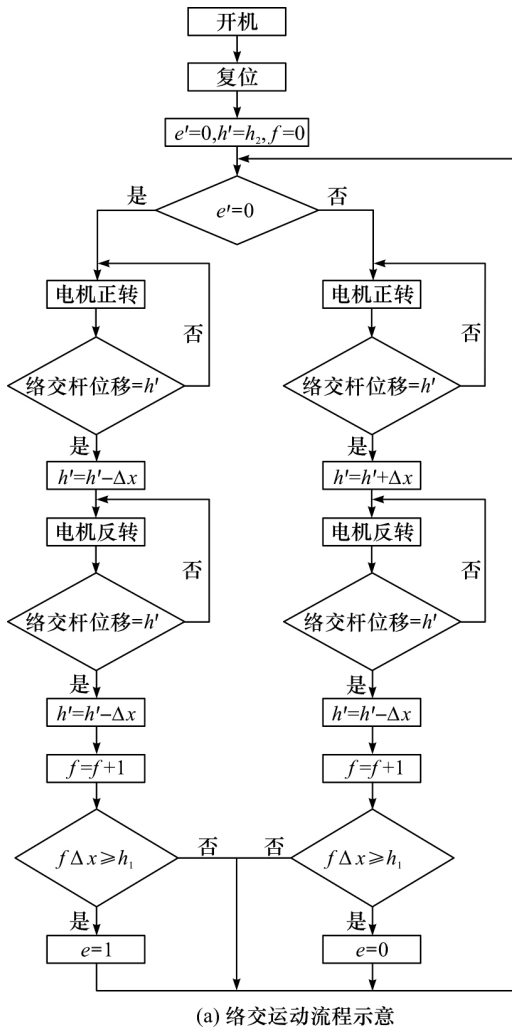 开机
复位
e'=0,h'=h₂,f=0
是
否
e'=0
电机正转
电机正转
否
否
络交杆位移=h'
络交杆位移=h'
是
是
h'=h'-Δx
h'=h'+Δx
电机反转
电机反转
否
否
络交杆位移=h'
络交杆位移=h'
是
是
h'=h'-Δx
h'=h'-Δx
f=f+1
f=f+1
否
否
fΔx≥h₁
fΔx≥h₁
是
是
e=1
e=0
(a) 络交运动流程示意